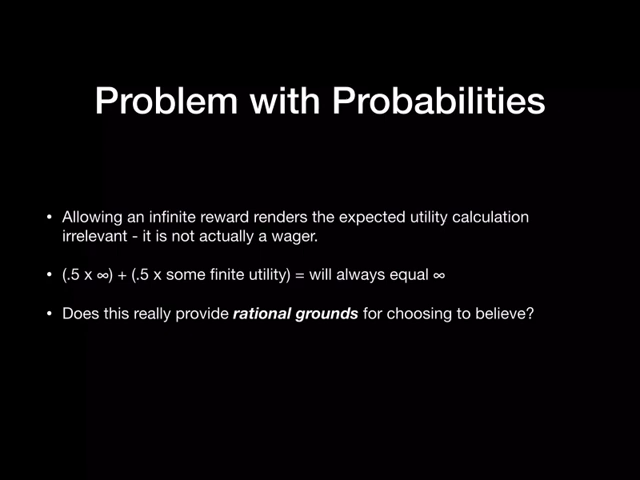 Problem with Probabilities
• Allowing an infinite reward renders the expected utility calculation
irrelevant - it is not actually a wager.
• (.5 x ∞) + (.5 x some finite utility) = will always equal ∞
• Does this really provide rational grounds for choosing to believe?